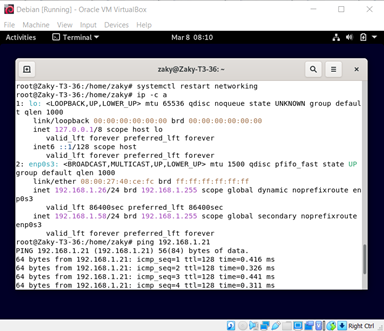 Debian [Running] - Oracle VM VirtualBox
File Machine View Input Devices Help
Activities Terminal Mar 8 08:10
zaky@Zaky-T3-36: ~
root@Zaky-T3-36:/home/zaky# systemctl restart networking
root@Zaky-T3-36:/home/zaky# ip -c a
1: lo: <LOOPBACK,UP,LOWER_UP> mtu 65536 qdisc noqueue state UNKNOWN group defaul
t qlen 1000
link/loopback 00:00:00:00:00:00 brd 00:00:00:00:00:00
inet 127.0.0.1/8 scope host lo
valid_lft forever preferred_lft forever
inet6 ::1/128 scope host
valid_lft forever preferred_lft forever
2: enp0s3: <BROADCAST,MULTICAST,UP,LOWER_UP> mtu 1500 qdisc pfifo_fast state UP
group default qlen 1000
link/ether 08:00:27:40:ce:fc brd ff:ff:ff:ff:ff:ff
inet 192.168.1.26/24 brd 192.168.1.255 scope global dynamic noprefixroute en
p0s3
valid_lft 86400sec preferred_lft 86400sec
inet 192.168.1.58/24 brd 192.168.1.255 scope global secondary noprefixroute
enp0s3
valid_lft forever preferred_lft forever
root@Zaky-T3-36:/home/zaky# ping 192.168.1.21
PING 192.168.1.21 (192.168.1.21) 56(84) bytes of data.
64 bytes from 192.168.1.21: icmp_seq=1 ttl=128 time=0.416 ms
64 bytes from 192.168.1.21: icmp_seq=2 ttl=128 time=0.326 ms
64 bytes from 192.168.1.21: icmp_seq=3 ttl=128 time=0.441 ms
64 bytes from 192.168.1.21: icmp_seq=4 ttl=128 time=0.311 ms
Right Ctrl